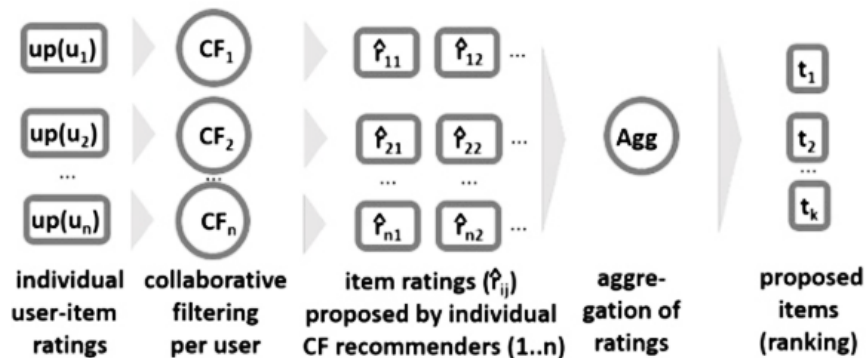 up(u₁) CF₁ r̂₁₁ r̂₁₂ ... t₁
up(u₂) CF₂ r̂₂₁ r̂₂₂ ... Agg t₂
... ... ... ... ...
up(uₙ) CFₙ r̂ₙ₁ r̂ₙ₂ ... tₖ
individual collaborative item ratings (r̂ᵢⱼ) aggre- proposed
user-item filtering proposed by individual gation of items
ratings per user CF recommenders (1..n) ratings (ranking)